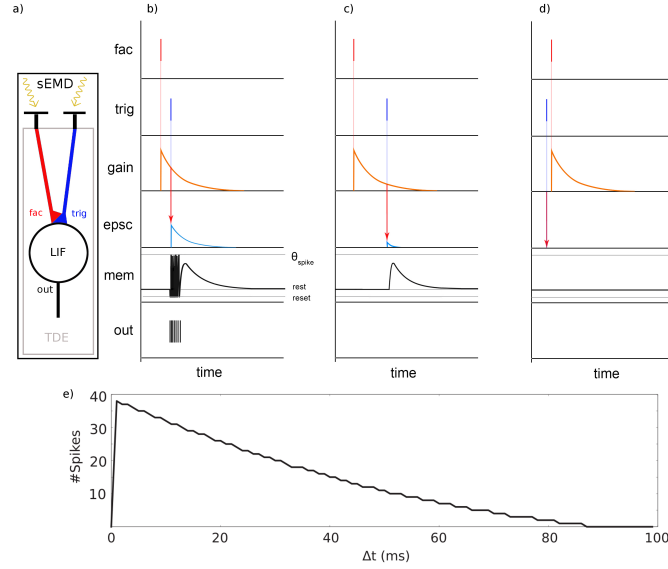 a)
b)
c)
d)
sEMD
fac
trig
LIF
out
TDE
fac
trig
gain
epsc
mem
out
θspike
rest
reset
time
time
time
e)
#Spikes
40
30
20
10
0
20
40
60
80
100
Δt (ms)